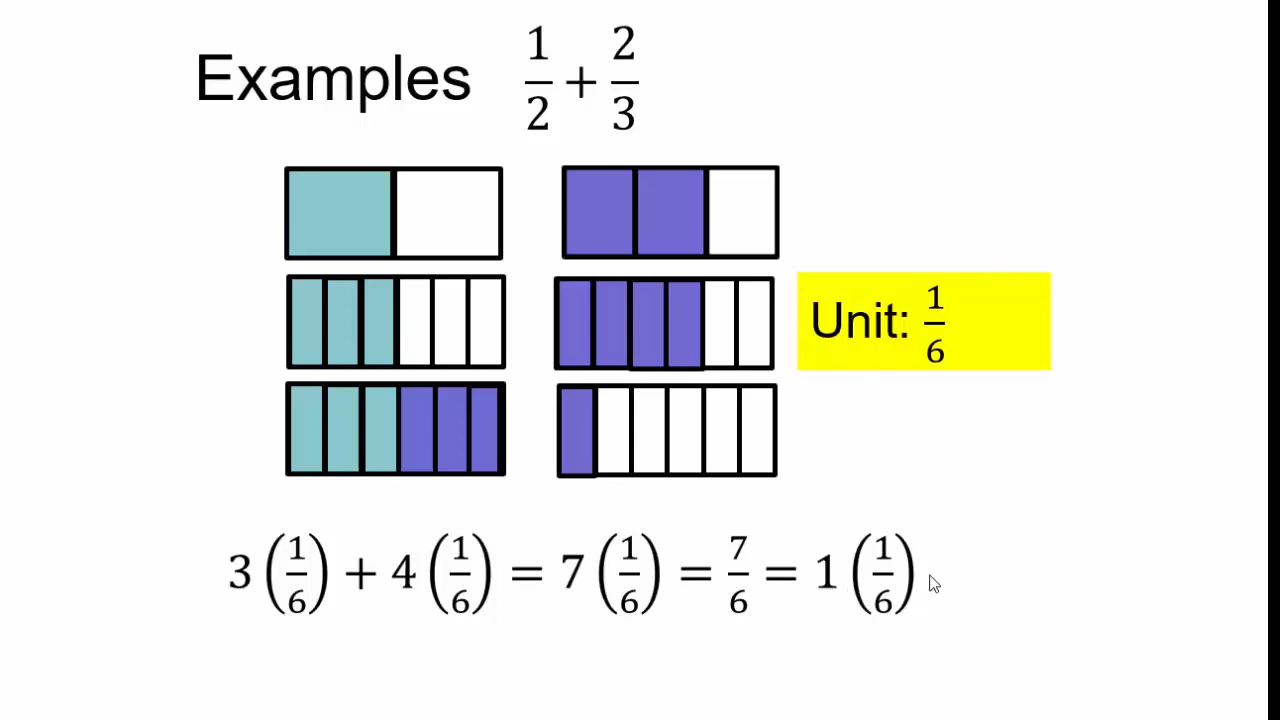 Examples 1/2 + 2/3
Unit: 1/6
3(1/6) + 4(1/6) = 7(1/6) = 7/6 = 1(1/6)